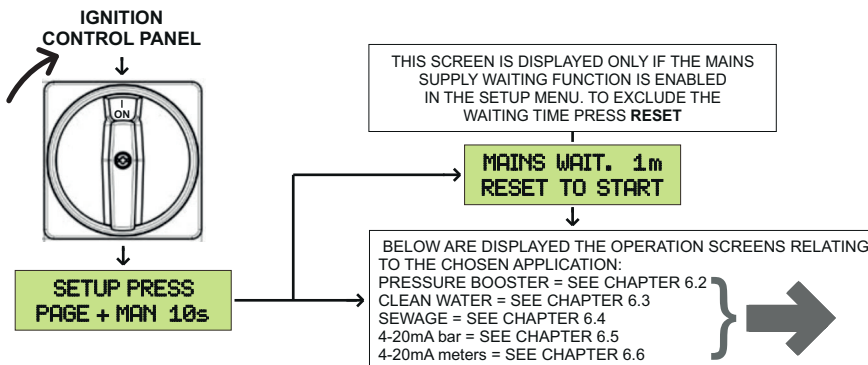 IGNITION
CONTROL PANEL
I
ON
SETUP PRESS
PAGE + MAN 10s
THIS SCREEN IS DISPLAYED ONLY IF THE MAINS
SUPPLY WAITING FUNCTION IS ENABLED
IN THE SETUP MENU. TO EXCLUDE THE
WAITING TIME PRESS RESET
MAINS WAIT. 1m
RESET TO START
BELOW ARE DISPLAYED THE OPERATION SCREENS RELATING
TO THE CHOSEN APPLICATION:
PRESSURE BOOSTER = SEE CHAPTER 6.2
CLEAN WATER = SEE CHAPTER 6.3
SEWAGE = SEE CHAPTER 6.4
4-20mA bar = SEE CHAPTER 6.5
4-20mA meters = SEE CHAPTER 6.6